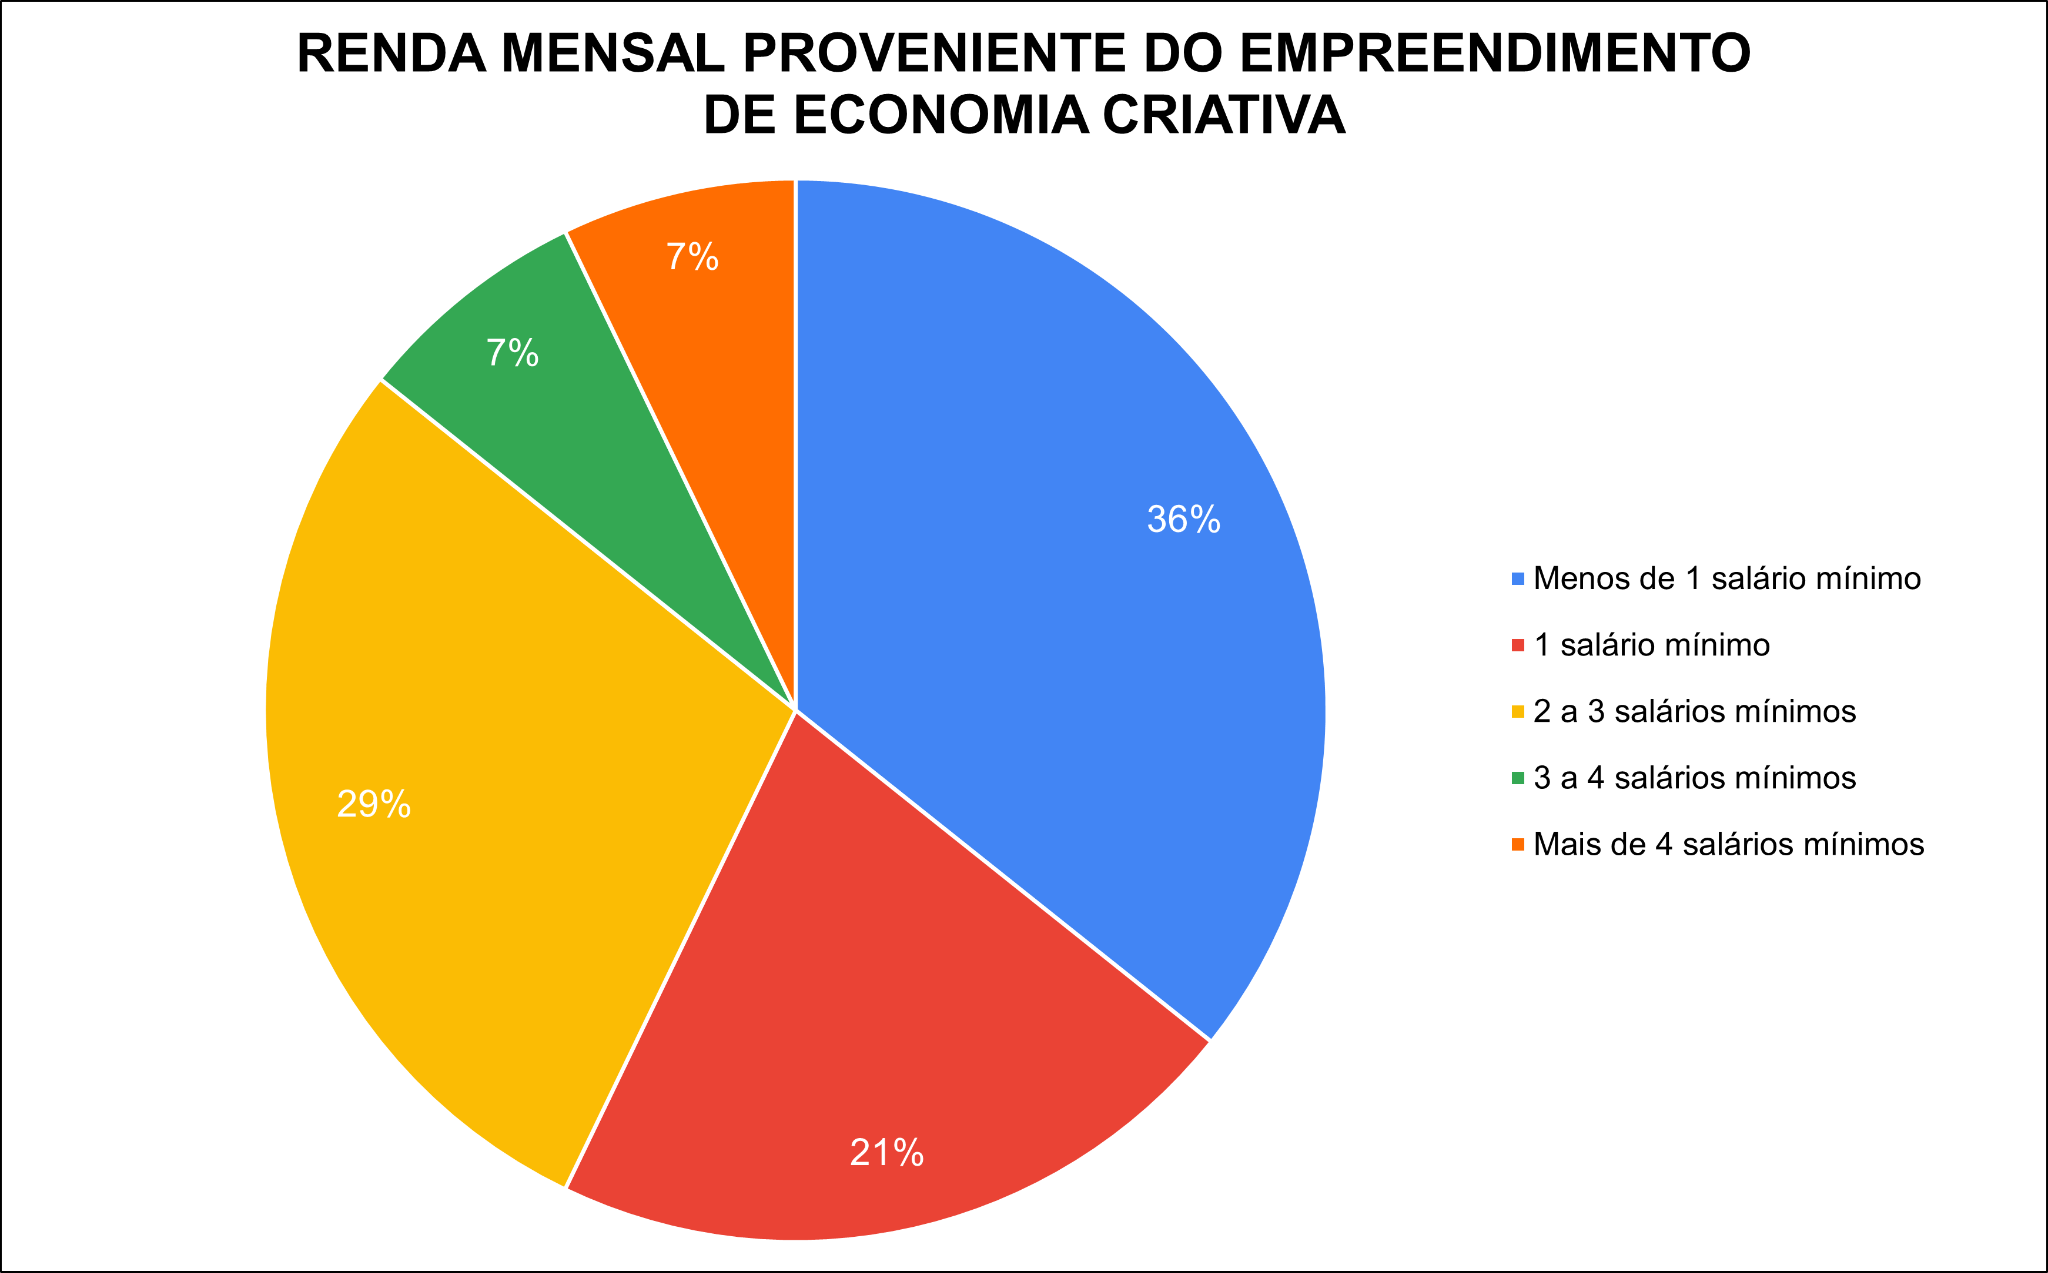 RENDA MENSAL PROVENIENTE DO EMPREENDIMENTO
DE ECONOMIA CRIATIVA
7%
7%
36%
29%
21%
Menos de 1 salário mínimo
1 salário mínimo
2 a 3 salários mínimos
3 a 4 salários mínimos
Mais de 4 salários mínimos